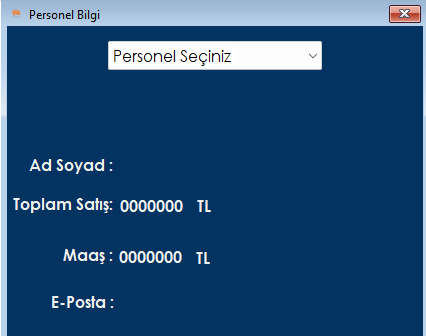 Personel Bilgi
Personel Seçiniz
Ad Soyad :
Toplam Satış: 0000000 TL
Maaş : 0000000 TL
E-Posta :